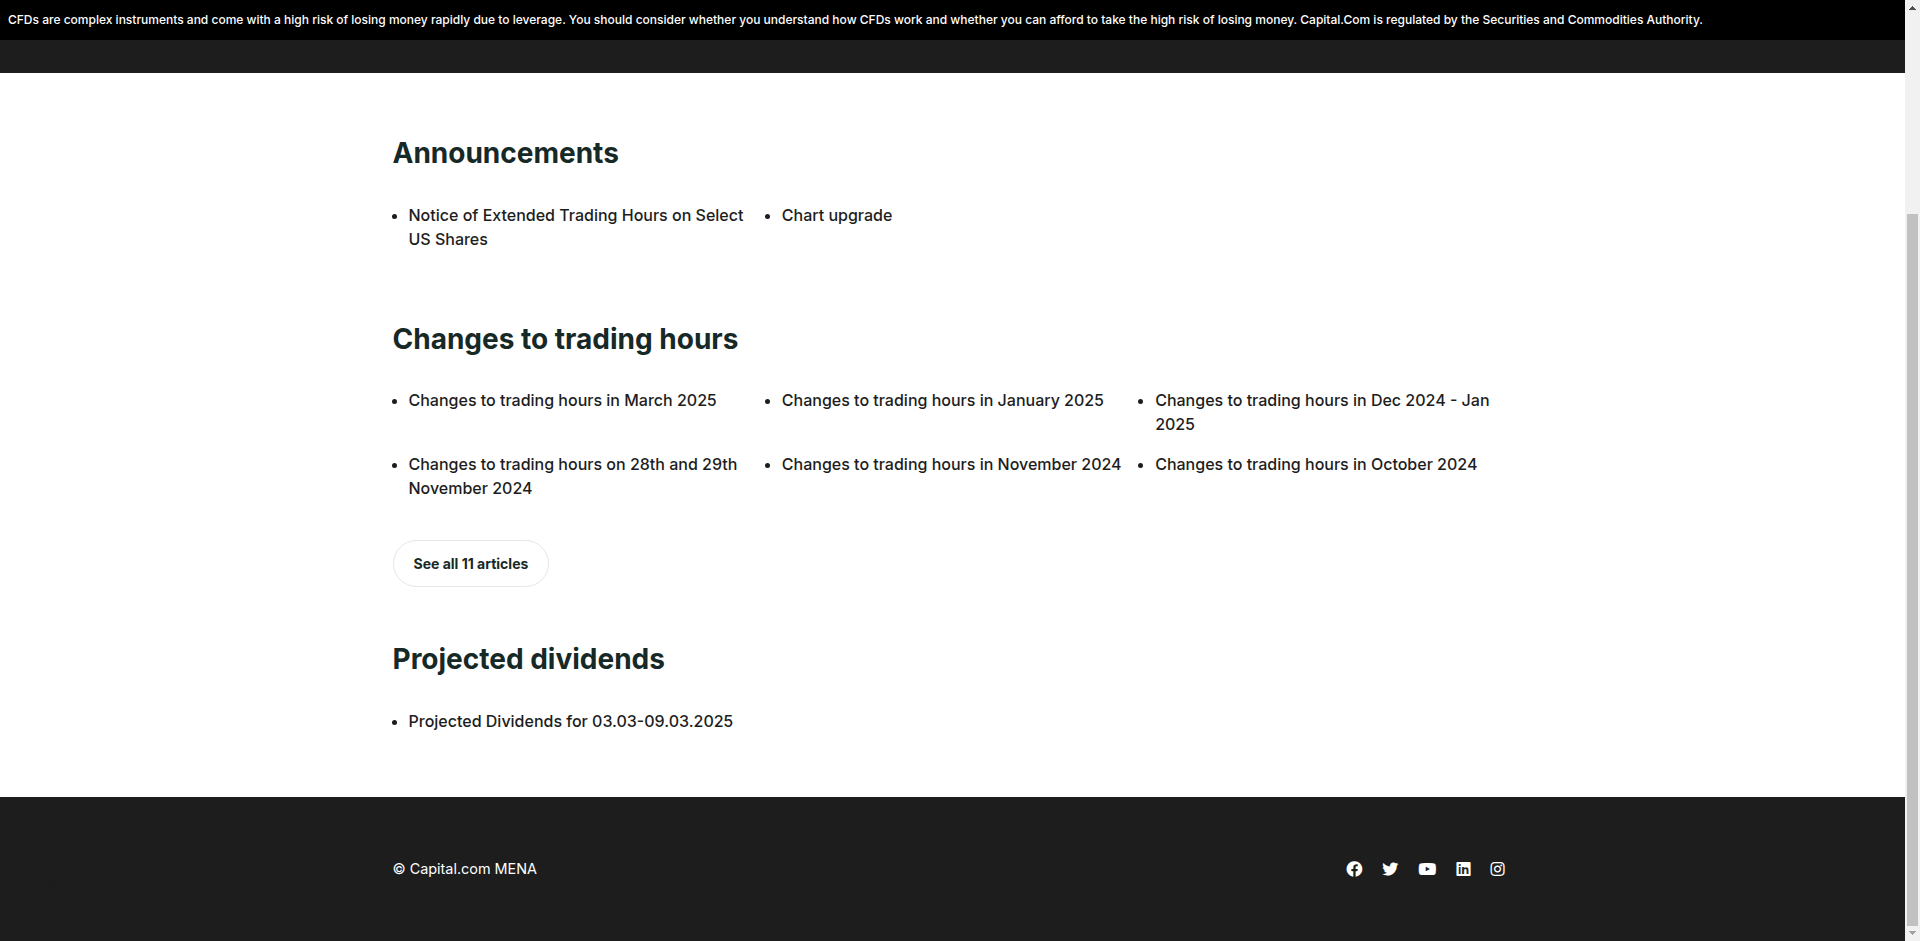 CFDs are complex instruments and come with a high risk of losing money rapidly due to leverage. You should consider whether you understand how CFDs work and whether you can afford to take the high risk of losing money. Capital.Com is regulated by the Securities and Commodities Authority.
Announcements
Notice of Extended Trading Hours on Select
US Shares
Chart upgrade
Changes to trading hours
Changes to trading hours in March 2025
Changes to trading hours in January 2025
Changes to trading hours in Dec 2024 - Jan
2025
Changes to trading hours on 28th and 29th
November 2024
Changes to trading hours in November 2024
Changes to trading hours in October 2024
See all 11 articles
Projected dividends
Projected Dividends for 03.03-09.03.2025
© Capital.com MENA